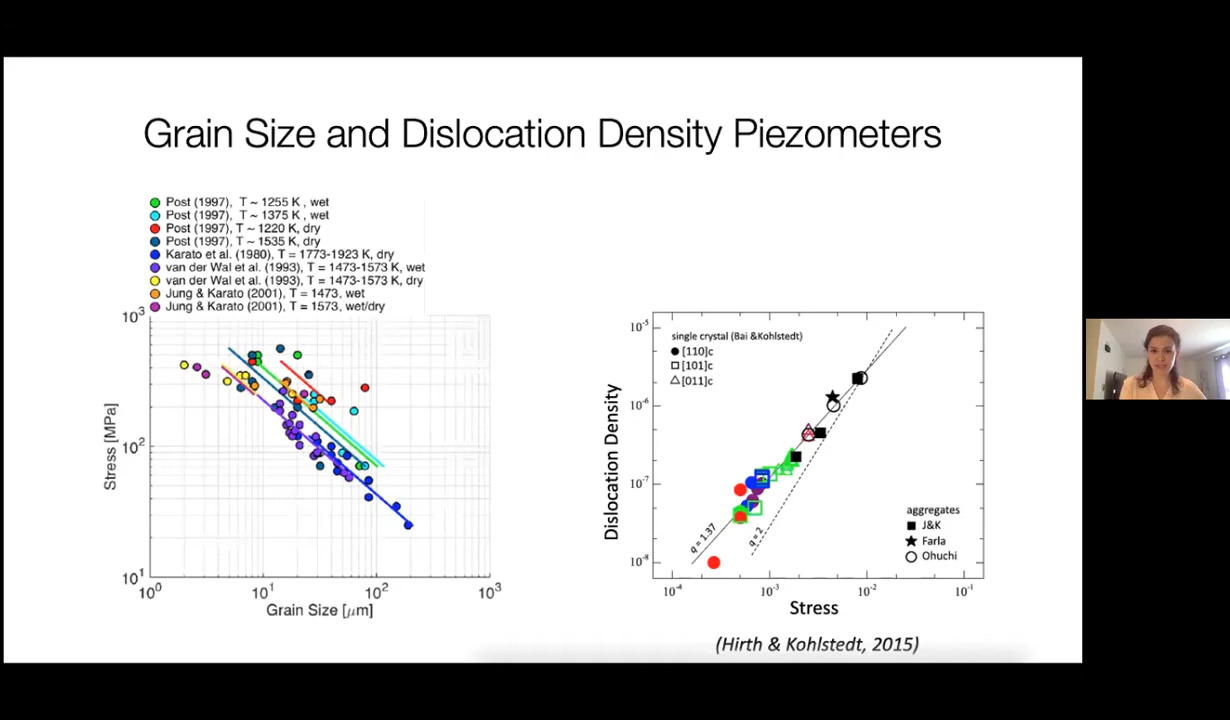 Grain Size and Dislocation Density Piezometers
Post (1997), T ~ 1255 K , wet
Post (1997), T ~ 1375 K , wet
Post (1997), T ~ 1220 K, dry
Post (1997), T ~ 1535 K, dry
Karato et al. (1980), T = 1773-1923 K, dry
van der Wal et al. (1993), T = 1473-1573 K, wet
van der Wal et al. (1993), T = 1473-1573 K, dry
Jung & Karato (2001), T = 1473, wet
Jung & Karato (2001), T = 1573, wet/dry
10³
10²
10¹
Stress [MPa]
10⁰ 10¹ 10² 10³
Grain Size [μm]
single crystal (Bai &Kohlstedt)
[110]c
[101]c
[011]c
10⁻⁵
10⁻⁶
10⁻⁷
10⁻⁸
Dislocation Density
q = 1.37
q = 2
aggregates
J&K
Farla
Ohuchi
10⁻⁴ 10⁻³ 10⁻² 10⁻¹
Stress
(Hirth & Kohlstedt, 2015)